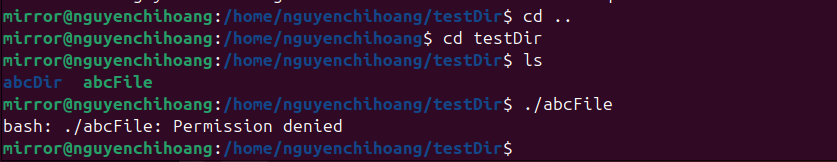 mirror@nguyenchihoang:/home/nguyenchihoang/testDir$ cd ..
mirror@nguyenchihoang:/home/nguyenchihoang$ cd testDir
mirror@nguyenchihoang:/home/nguyenchihoang/testDir$ ls
abcDir  abcFile
mirror@nguyenchihoang:/home/nguyenchihoang/testDir$ ./abcFile
bash: ./abcFile: Permission denied
mirror@nguyenchihoang:/home/nguyenchihoang/testDir$